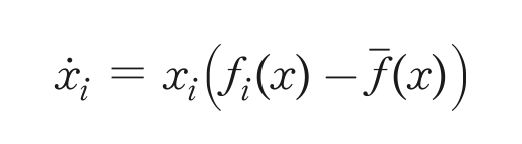 ẋᵢ = xᵢ(fᵢ(x) − f̄(x))